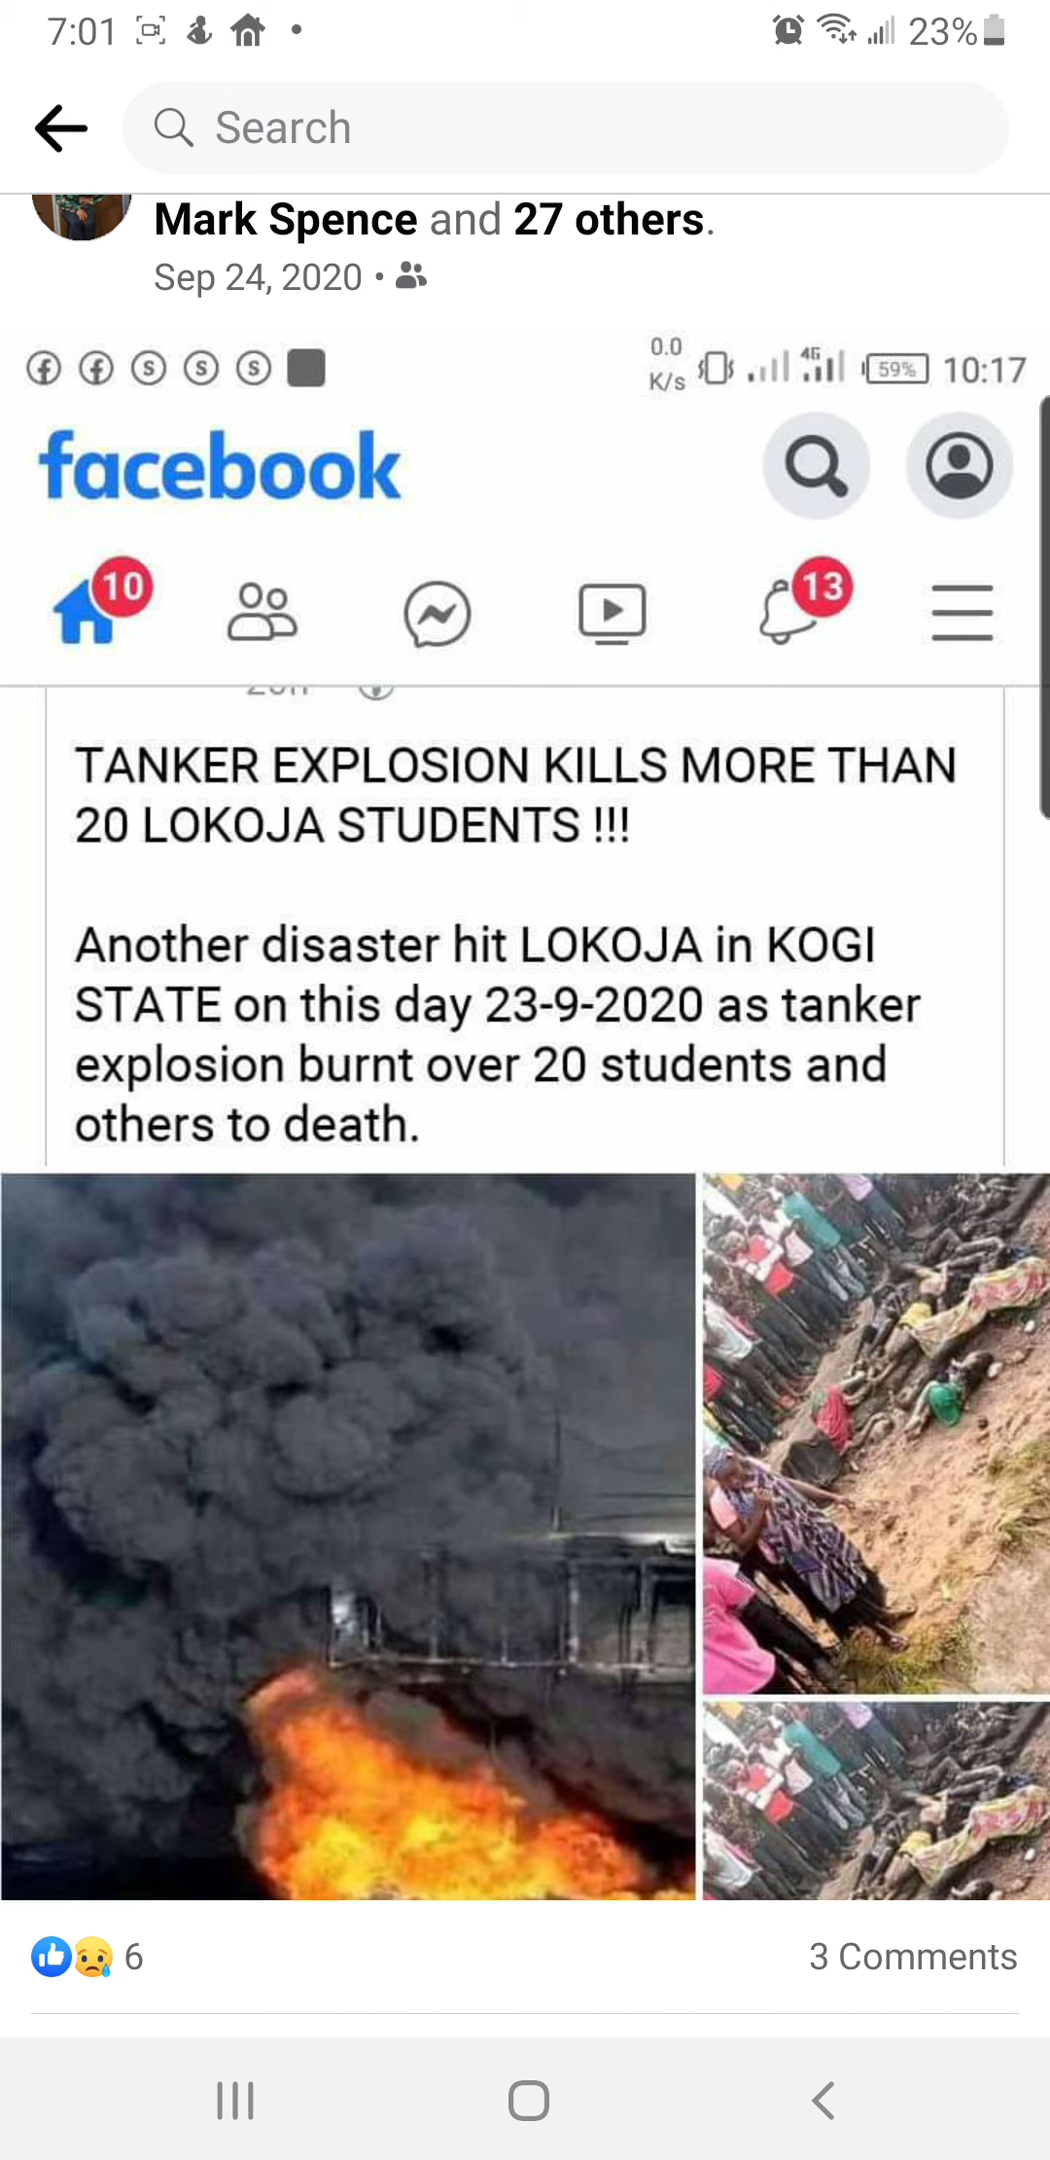 7:01 23%
Search
Mark Spence and 27 others.
Sep 24, 2020 •
0.0
K/s 4G 59% 10:17
facebook
10 13
TANKER EXPLOSION KILLS MORE THAN
20 LOKOJA STUDENTS !!!
Another disaster hit LOKOJA in KOGI
STATE on this day 23-9-2020 as tanker
explosion burnt over 20 students and
others to death.
6 3 Comments